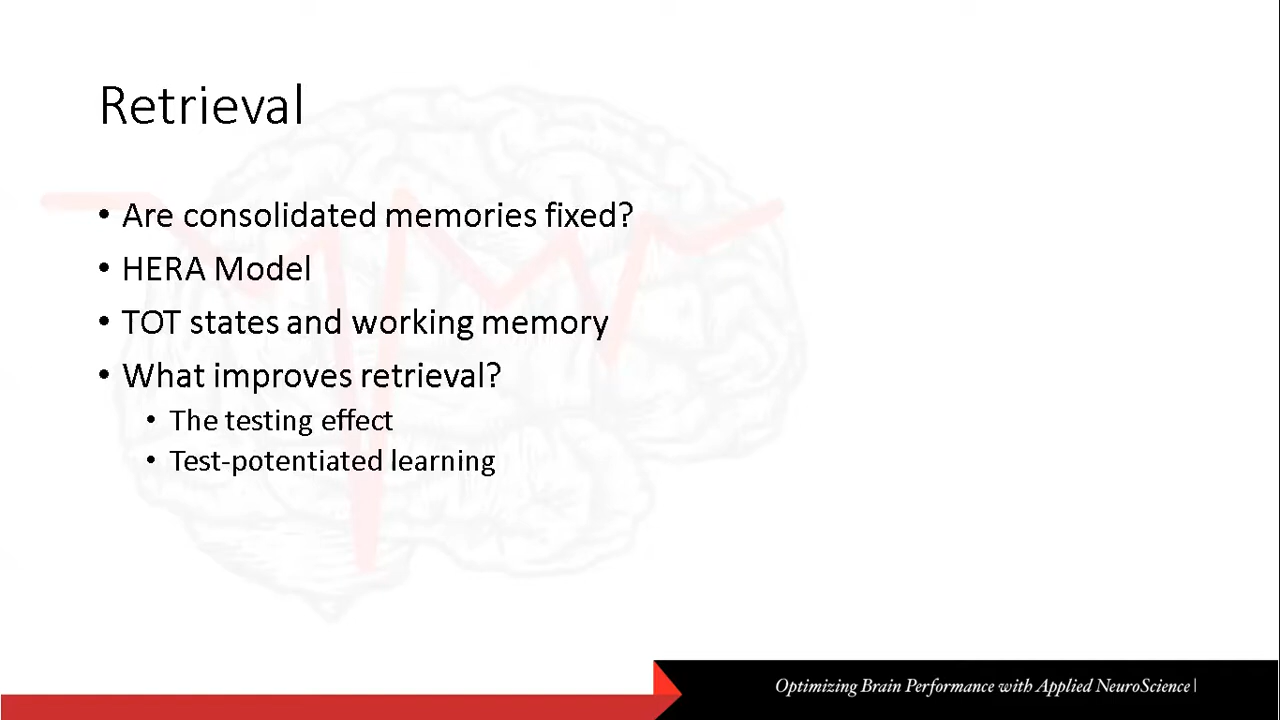 Retrieval
• Are consolidated memories fixed?
• HERA Model
• TOT states and working memory
• What improves retrieval?
• The testing effect
• Test-potentiated learning
Optimizing Brain Performance with Applied NeuroScience |